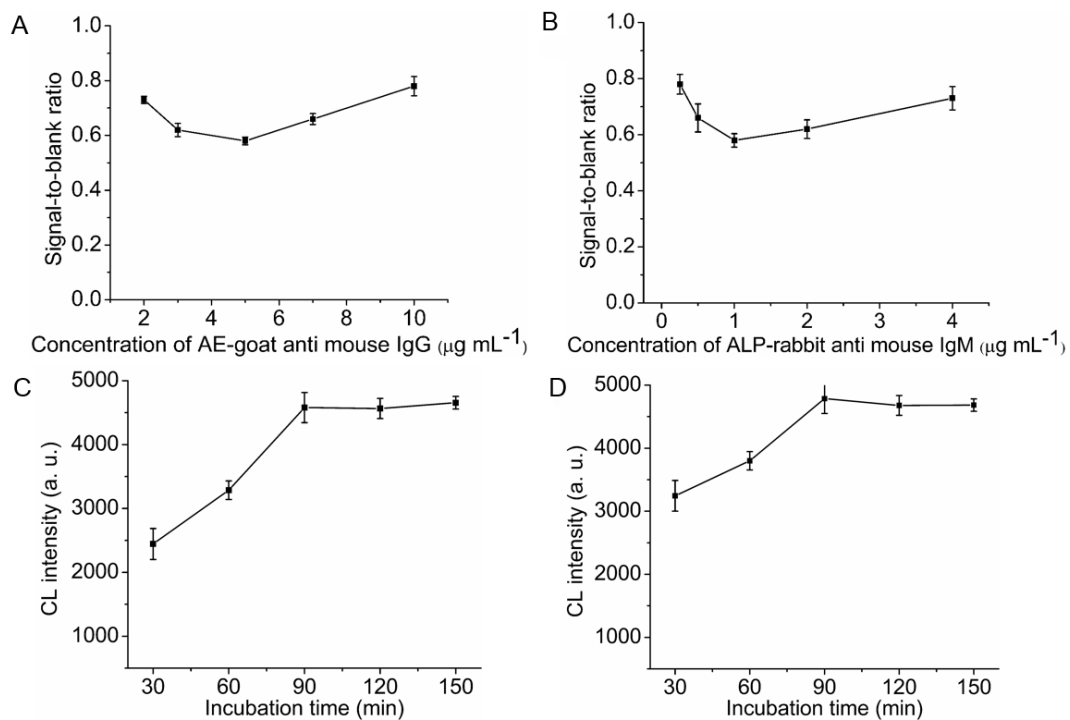 A
1.0
0.8
0.6
0.4
0.2
0.0
Signal-to-blank ratio
2 4 6 8 10
Concentration of AE-goat anti mouse IgG (μg mL-1)
B
1.0
0.8
0.6
0.4
0.2
0.0
Signal-to-blank ratio
0 1 2 3 4
Concentration of ALP-rabbit anti mouse IgM (μg mL-1)
C
5000
4000
3000
2000
1000
CL intensity (a. u.)
30 60 90 120 150
Incubation time (min)
D
5000
4000
3000
2000
1000
CL intensity (a. u.)
30 60 90 120 150
Incubation time (min)